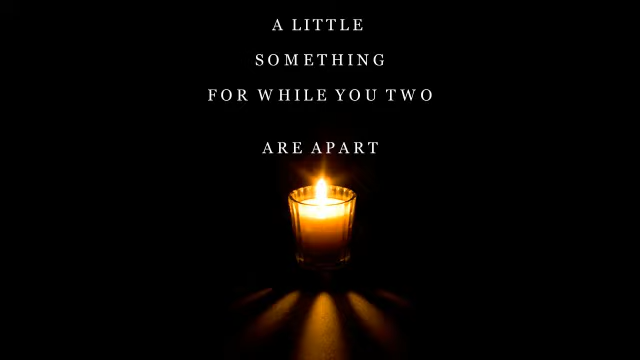 A LITTLE
SOMETHING
FOR WHILE YOU TWO
ARE APART